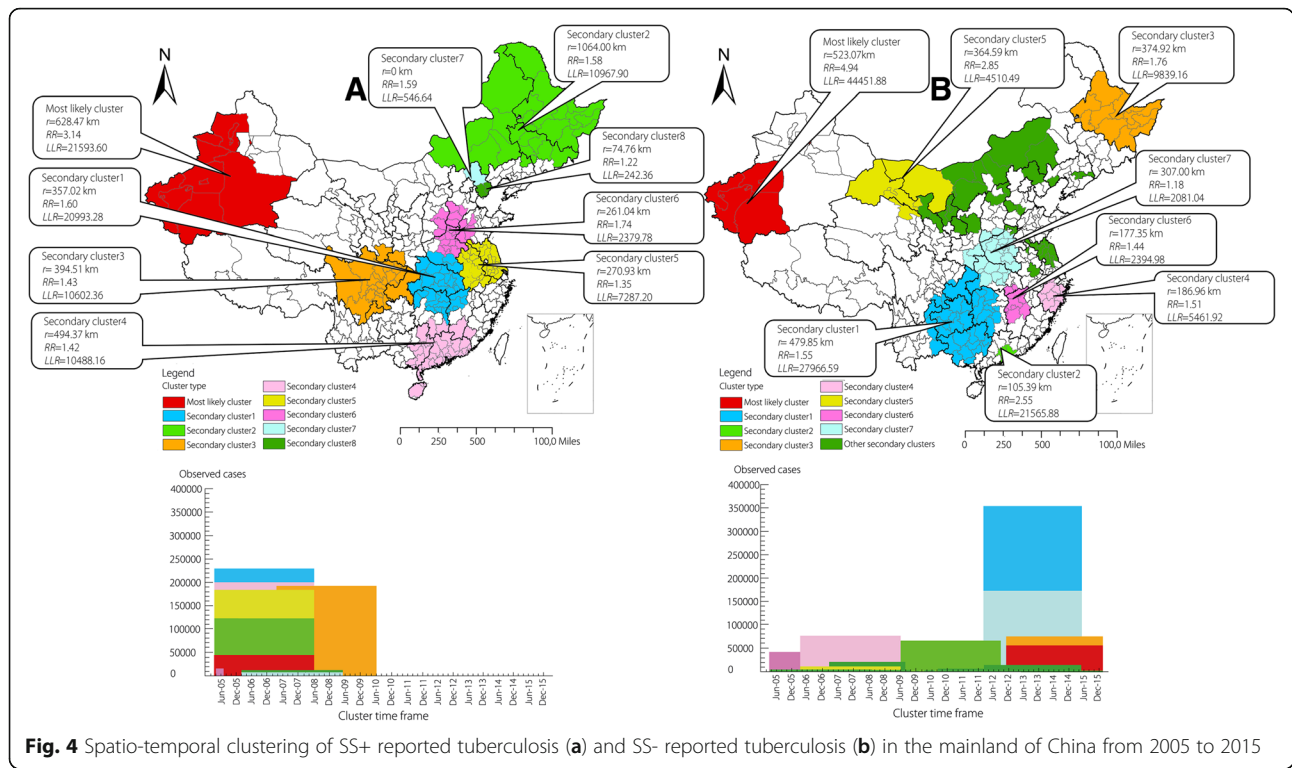 N
A
Most likely cluster
r=628.47 km
RR=3.14
LLR=21593.60
Secondary cluster1
r=357.02 km
RR=1.60
LLR=20993.28
Secondary cluster3
r= 394.51 km
RR=1.43
LLR=10602.36
Secondary cluster4
r=494.37 km
RR=1.42
LLR=10488.16
Secondary cluster7
r=0 km
RR=1.59
LLR=546.64
Secondary cluster2
r=1064.00 km
RR=1.58
LLR=10967.90
Secondary cluster8
r=74.76 km
RR=1.22
LLR=242.36
Secondary cluster6
r=261.04 km
RR=1.74
LLR=2379.78
Secondary cluster5
r=270.93 km
RR=1.35
LLR=7287.20
Legend
Cluster type
Most likely cluster
Secondary cluster1
Secondary cluster2
Secondary cluster3
Secondary cluster4
Secondary cluster5
Secondary cluster6
Secondary cluster7
Secondary cluster8
0 250 500 100,0 Miles
Observed cases
400000
350000
300000
250000
200000
150000
100000
50000
0
Jun-05 Dec-05 Jun-06 Dec-06 Jun-07 Dec-07 Jun-08 Dec-08 Jun-09 Dec-09 Jun-10 Dec-10 Jun-11 Dec-11 Jun-12 Dec-12 Jun-13 Dec-13 Jun-14 Dec-14 Jun-15 Dec-15
Cluster time frame
N
B
Most likely cluster
r=523.07km
RR=4.94
LLR= 44451.88
Secondary cluster5
r=364.59 km
RR=2.85
LLR=4510.49
Secondary cluster3
r=374.92 km
RR=1.76
LLR=9839.16
Secondary cluster7
r= 307.00 km
RR=1.18
LLR=2081.04
Secondary cluster6
r=177.35 km
RR=1.44
LLR=2394.98
Secondary cluster4
r=186.96 km
RR=1.51
LLR=5461.92
Secondary cluster1
r= 479.85 km
RR=1.55
LLR=27966.59
Secondary cluster2
r=105.39 km
RR=2.55
LLR=21565.88
Legend
Cluster type
Most likely cluster
Secondary cluster1
Secondary cluster2
Secondary cluster3
Secondary cluster4
Secondary cluster5
Secondary cluster6
Secondary cluster7
Other secondary clusters
0 250 500 100,0 Miles
Observed cases
400000
350000
300000
250000
200000
150000
100000
50000
0
Jun-05 Dec-05 Jun-06 Dec-06 Jun-07 Dec-07 Jun-08 Dec-08 Jun-09 Dec-09 Jun-10 Dec-10 Jun-11 Dec-11 Jun-12 Dec-12 Jun-13 Dec-13 Jun-14 Dec-14 Jun-15 Dec-15
Cluster time frame
Fig. 4 Spatio-temporal clustering of SS+ reported tuberculosis (a) and SS- reported tuberculosis (b) in the mainland of China from 2005 to 2015